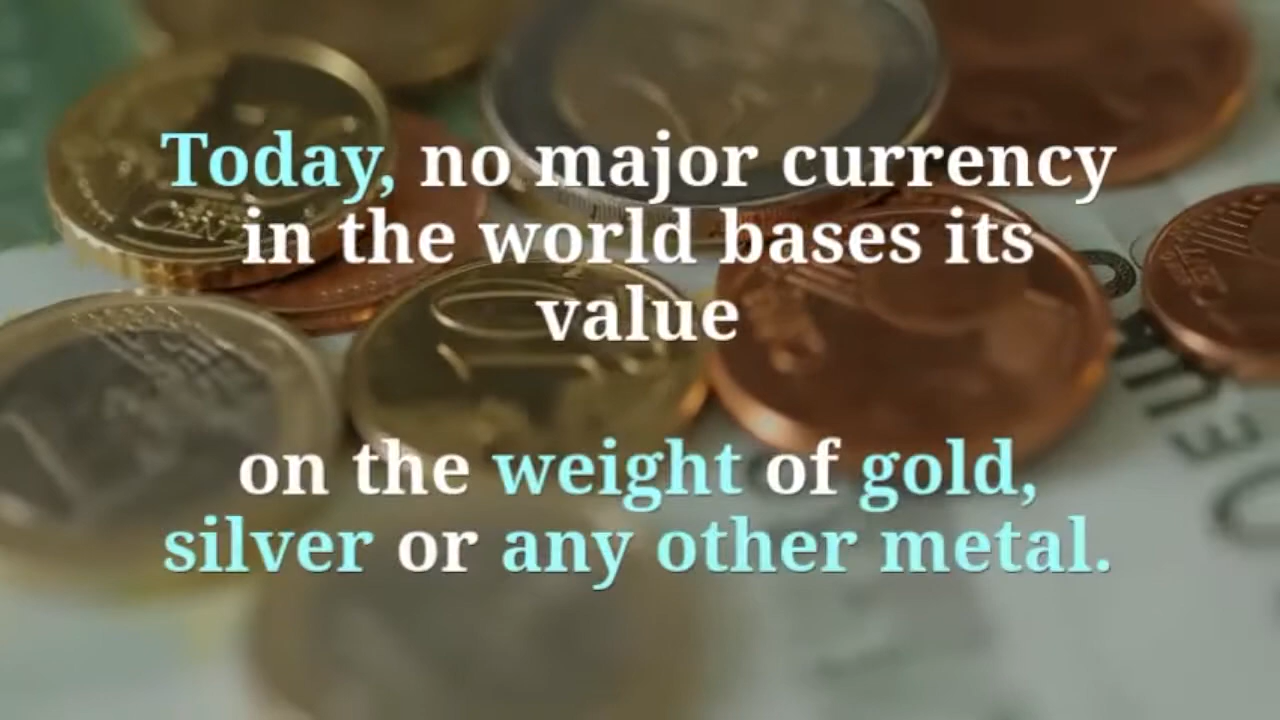 Today, no major currency
in the world bases its
value
on the weight of gold,
silver or any other metal.